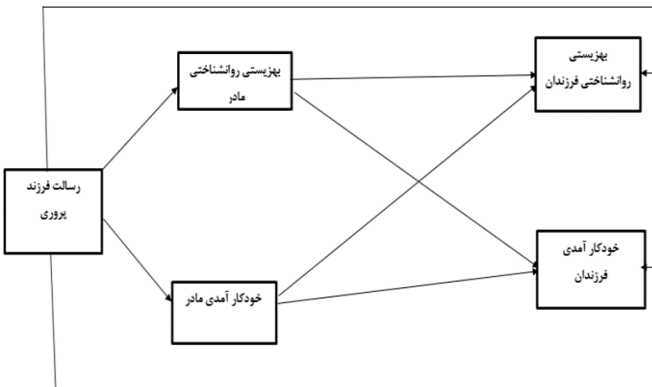 بهزیستی روانشناختی
مادر
بهزیستی
روانشناختی فرزندان
رسالت فرزند
پروری
خودکار آمدی مادر
خودکار آمدی
فرزندان